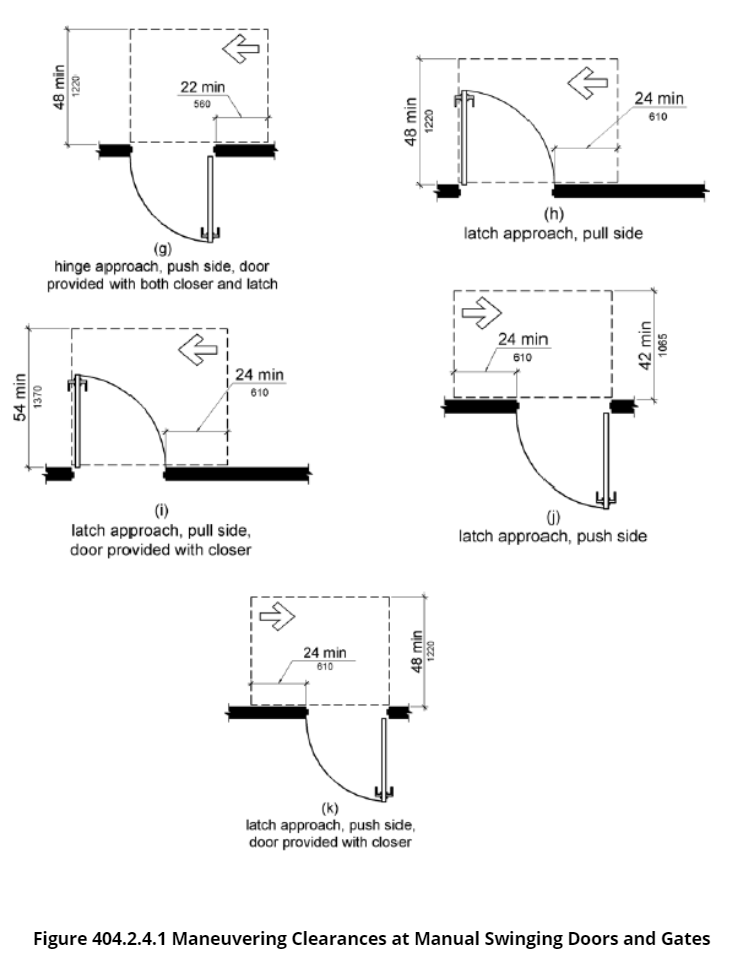 48 min
1220
22 min
560
(g)
hinge approach, push side, door
provided with both closer and latch
48 min
1220
24 min
610
(h)
latch approach, pull side
54 min
1370
24 min
610
(i)
latch approach, pull side,
door provided with closer
24 min
610
42 min
1065
(j)
latch approach, push side
24 min
610
48 min
1220
(k)
latch approach, push side,
door provided with closer
Figure 404.2.4.1 Maneuvering Clearances at Manual Swinging Doors and Gates